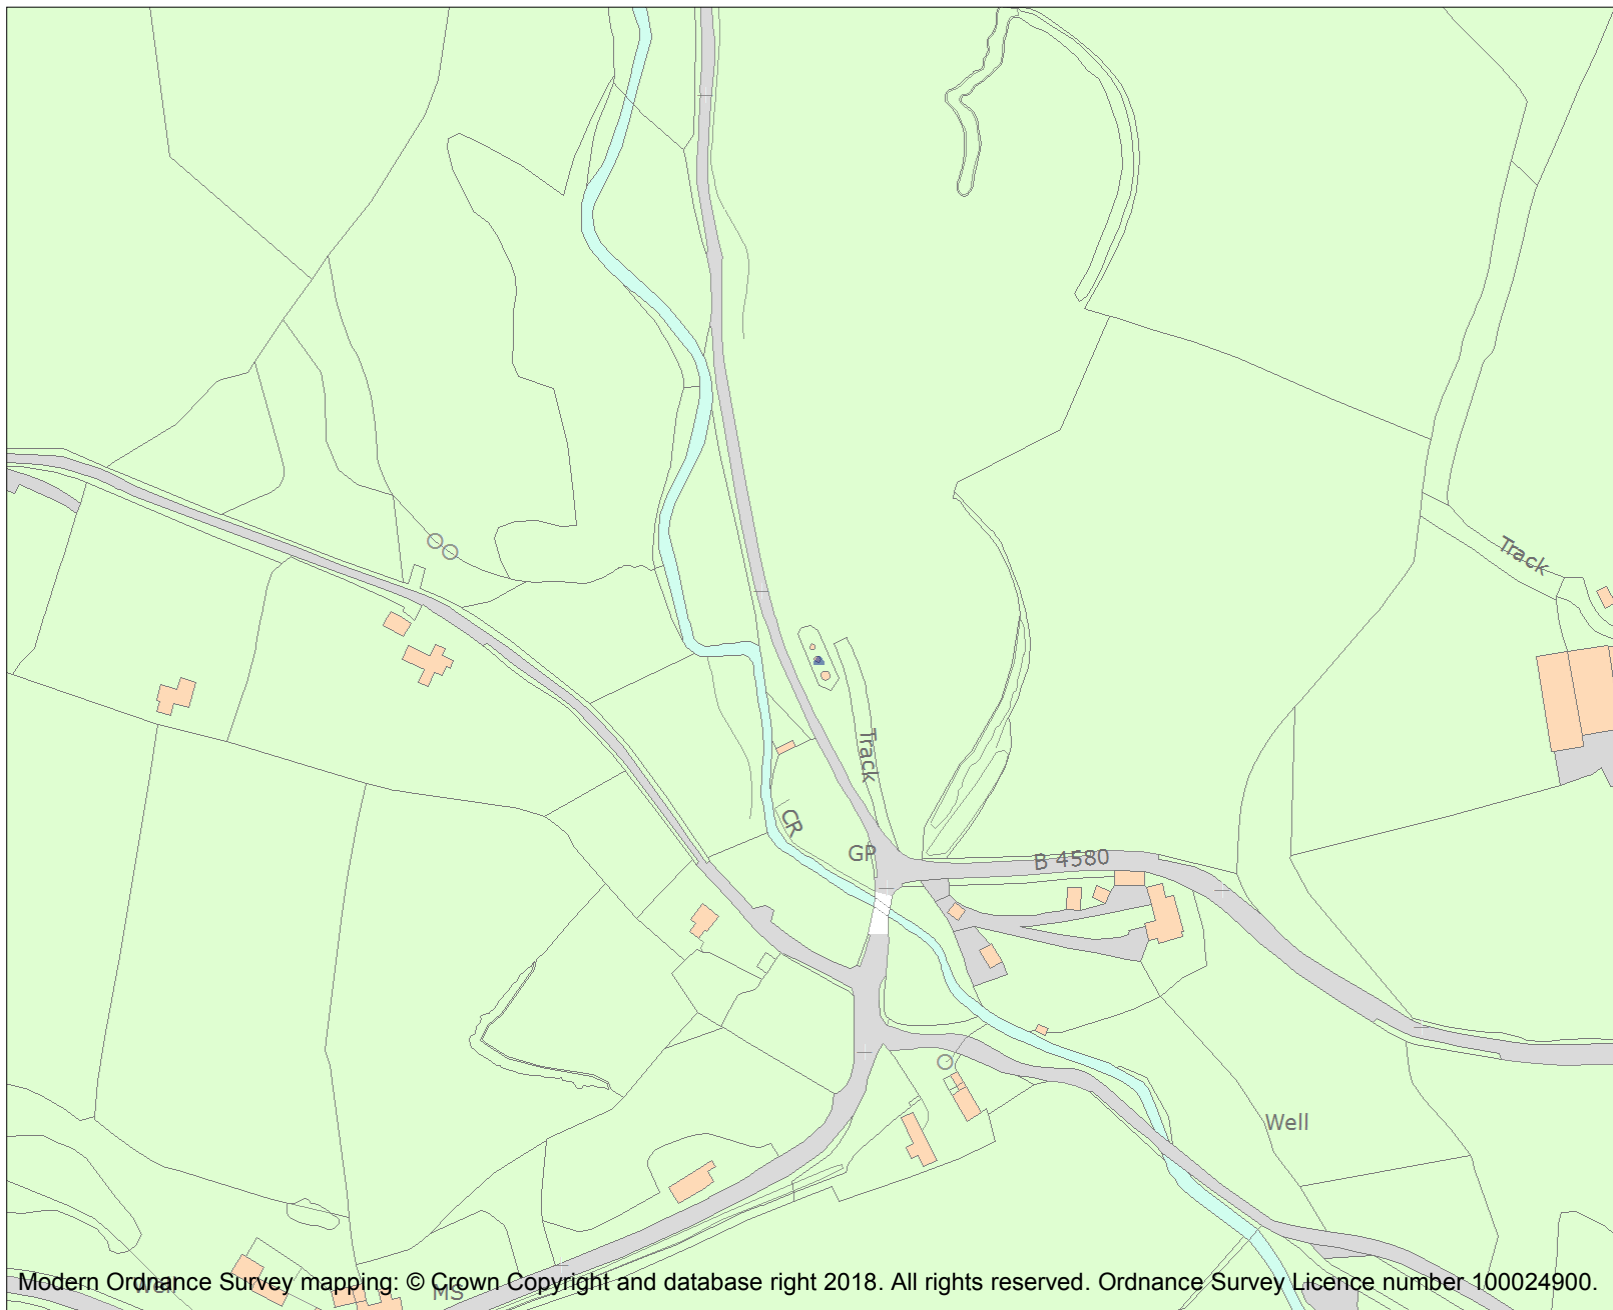 Track
Track
CR
GP
B 4580
Well
Well
MS
Modern Ordnance Survey mapping: © Crown Copyright and database right 2018. All rights reserved. Ordnance Survey Licence number 100024900.